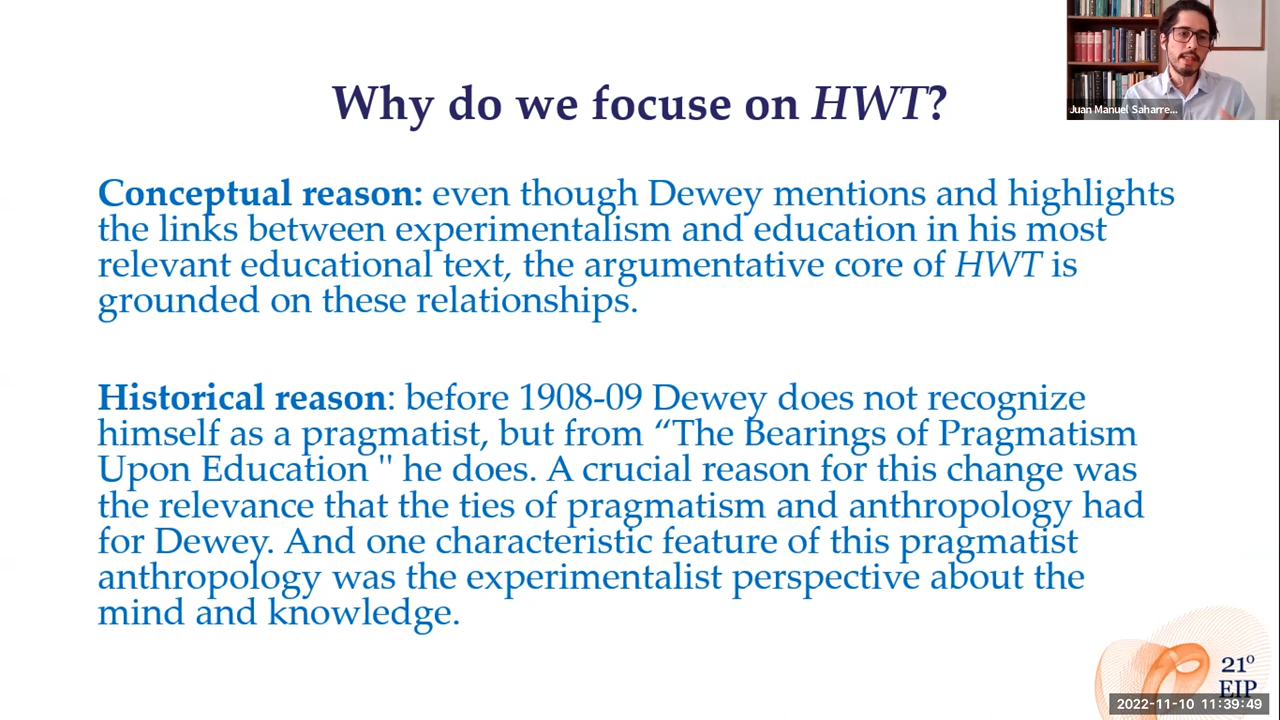 Why do we focuse on HWT?
Juan Manuel Saharre...
Conceptual reason: even though Dewey mentions and highlights
the links between experimentalism and education in his most
relevant educational text, the argumentative core of HWT is
grounded on these relationships.
Historical reason: before 1908-09 Dewey does not recognize
himself as a pragmatist, but from “The Bearings of Pragmatism
Upon Education " he does. A crucial reason for this change was
the relevance that the ties of pragmatism and anthropology had
for Dewey. And one characteristic feature of this pragmatist
anthropology was the experimentalist perspective about the
mind and knowledge.
21º
EIP
2022-11-10 11:39:49